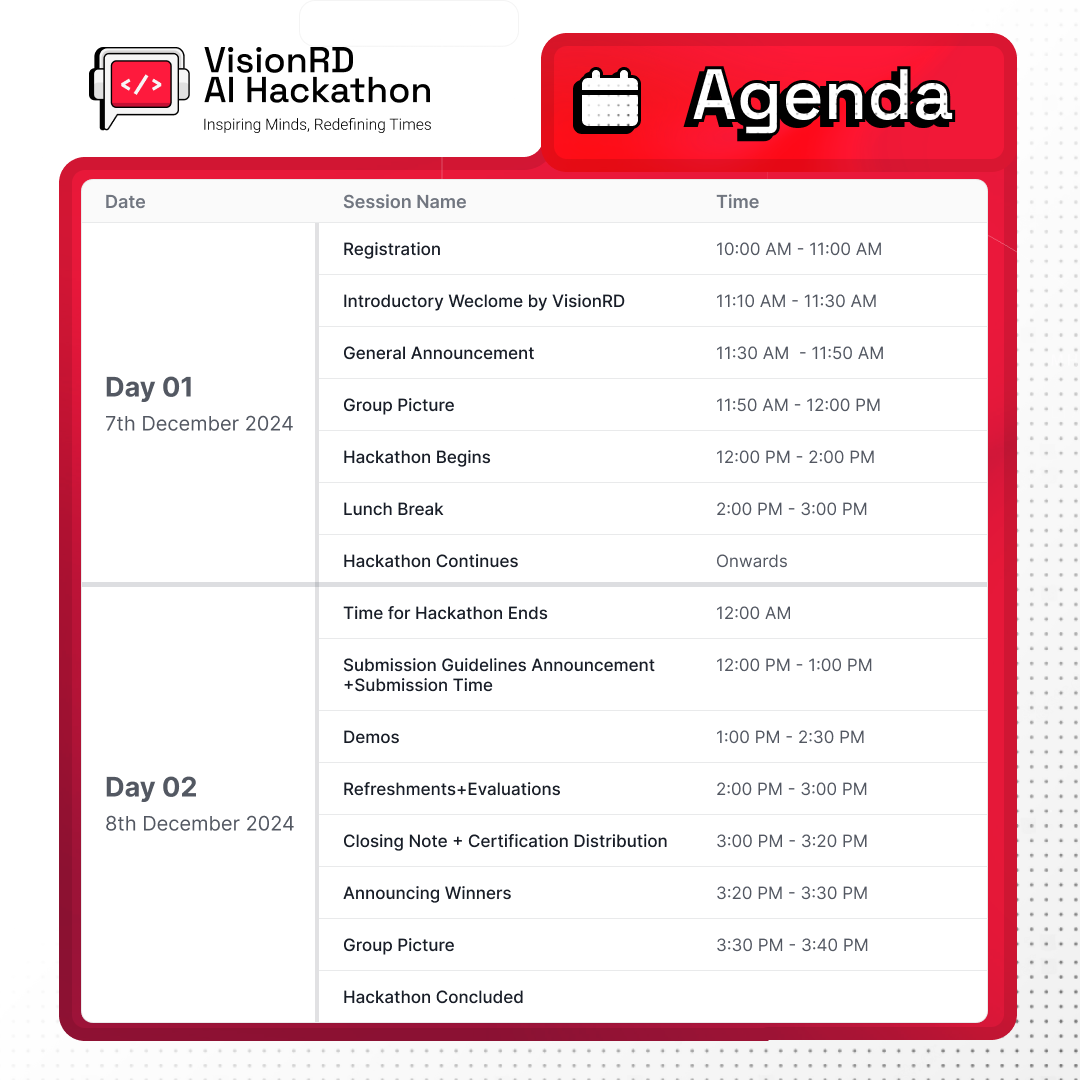 VisionRD
AI Hackathon
Inspiring Minds, Redefining Times
</>
Agenda
Date Session Name Time
Day 01
7th December 2024
Registration 10:00 AM - 11:00 AM
Introductory Weclome by VisionRD 11:10 AM - 11:30 AM
General Announcement 11:30 AM  - 11:50 AM
Group Picture 11:50 AM - 12:00 PM
Hackathon Begins 12:00 PM - 2:00 PM
Lunch Break 2:00 PM - 3:00 PM
Hackathon Continues Onwards
Day 02
8th December 2024
Time for Hackathon Ends 12:00 AM
Submission Guidelines Announcement 12:00 PM - 1:00 PM
+Submission Time
Demos 1:00 PM - 2:30 PM
Refreshments+Evaluations 2:00 PM - 3:00 PM
Closing Note + Certification Distribution 3:00 PM - 3:20 PM
Announcing Winners 3:20 PM - 3:30 PM
Group Picture 3:30 PM - 3:40 PM
Hackathon Concluded